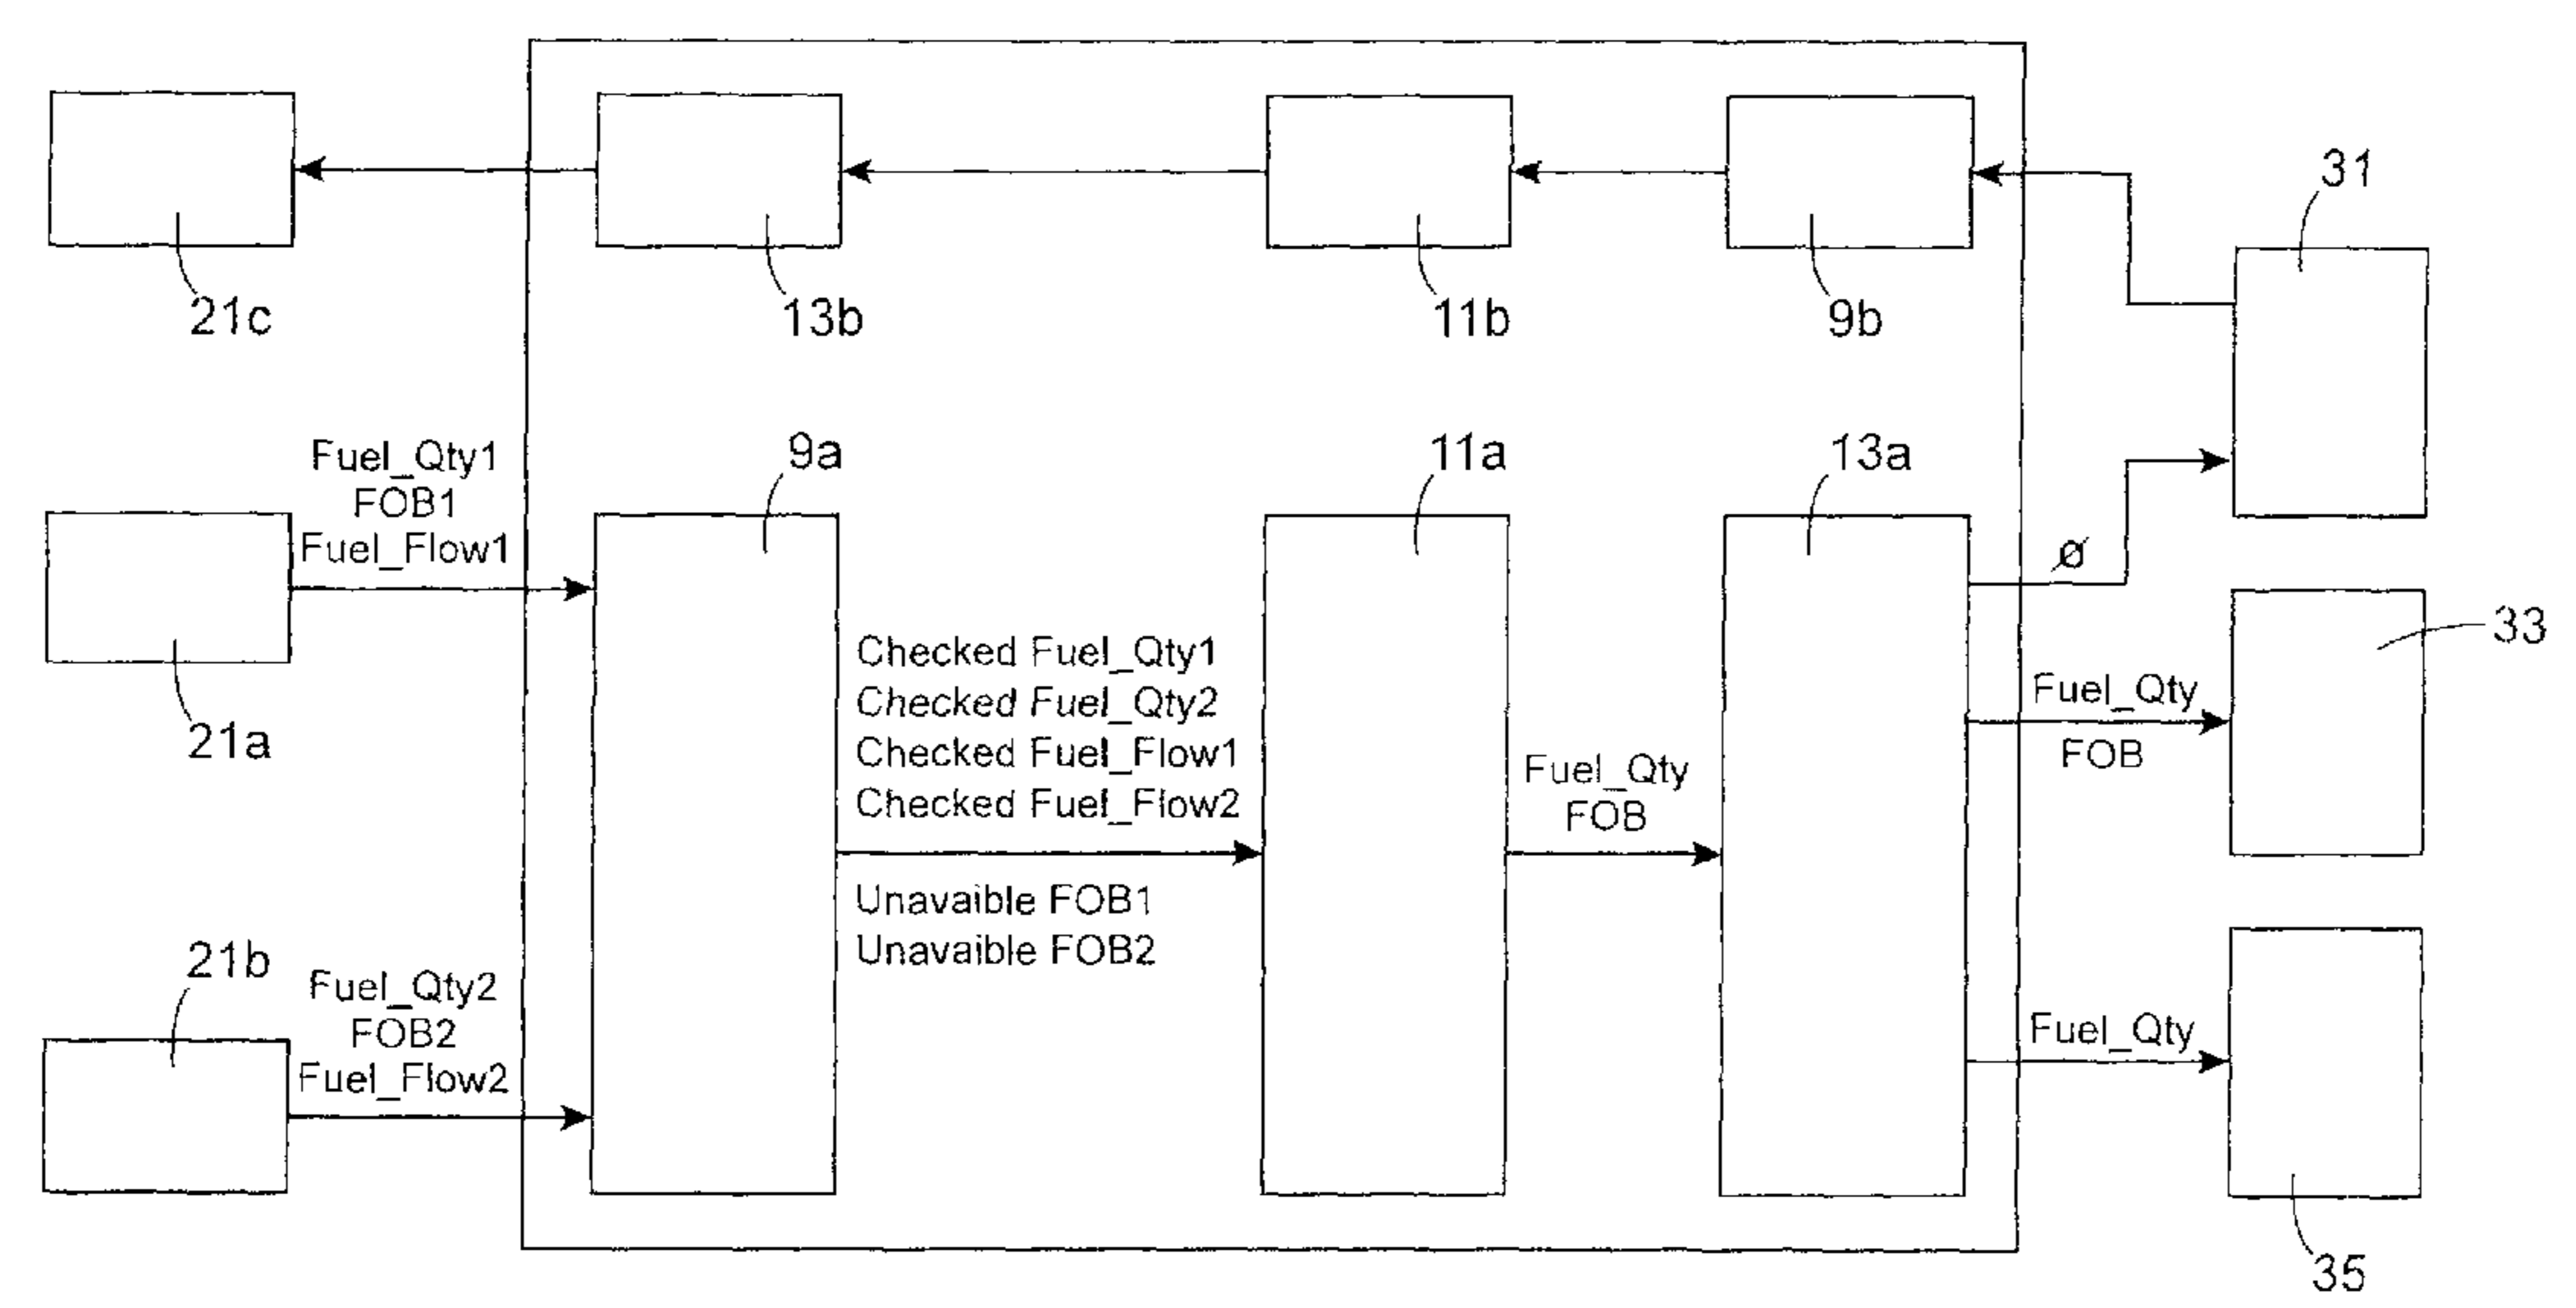 31
21c
13b
11b
9b
Fuel_Qty1
FOB1
Fuel_Flow1
9a
11a
13a
Ø
33
21a
Checked Fuel_Qty1
Checked Fuel_Qty2
Checked Fuel_Flow1
Checked Fuel_Flow2
Unavaible FOB1
Unavaible FOB2
Fuel_Qty
FOB
Fuel_Qty
FOB
21b
Fuel_Qty2
FOB2
Fuel_Flow2
Fuel_Qty
35